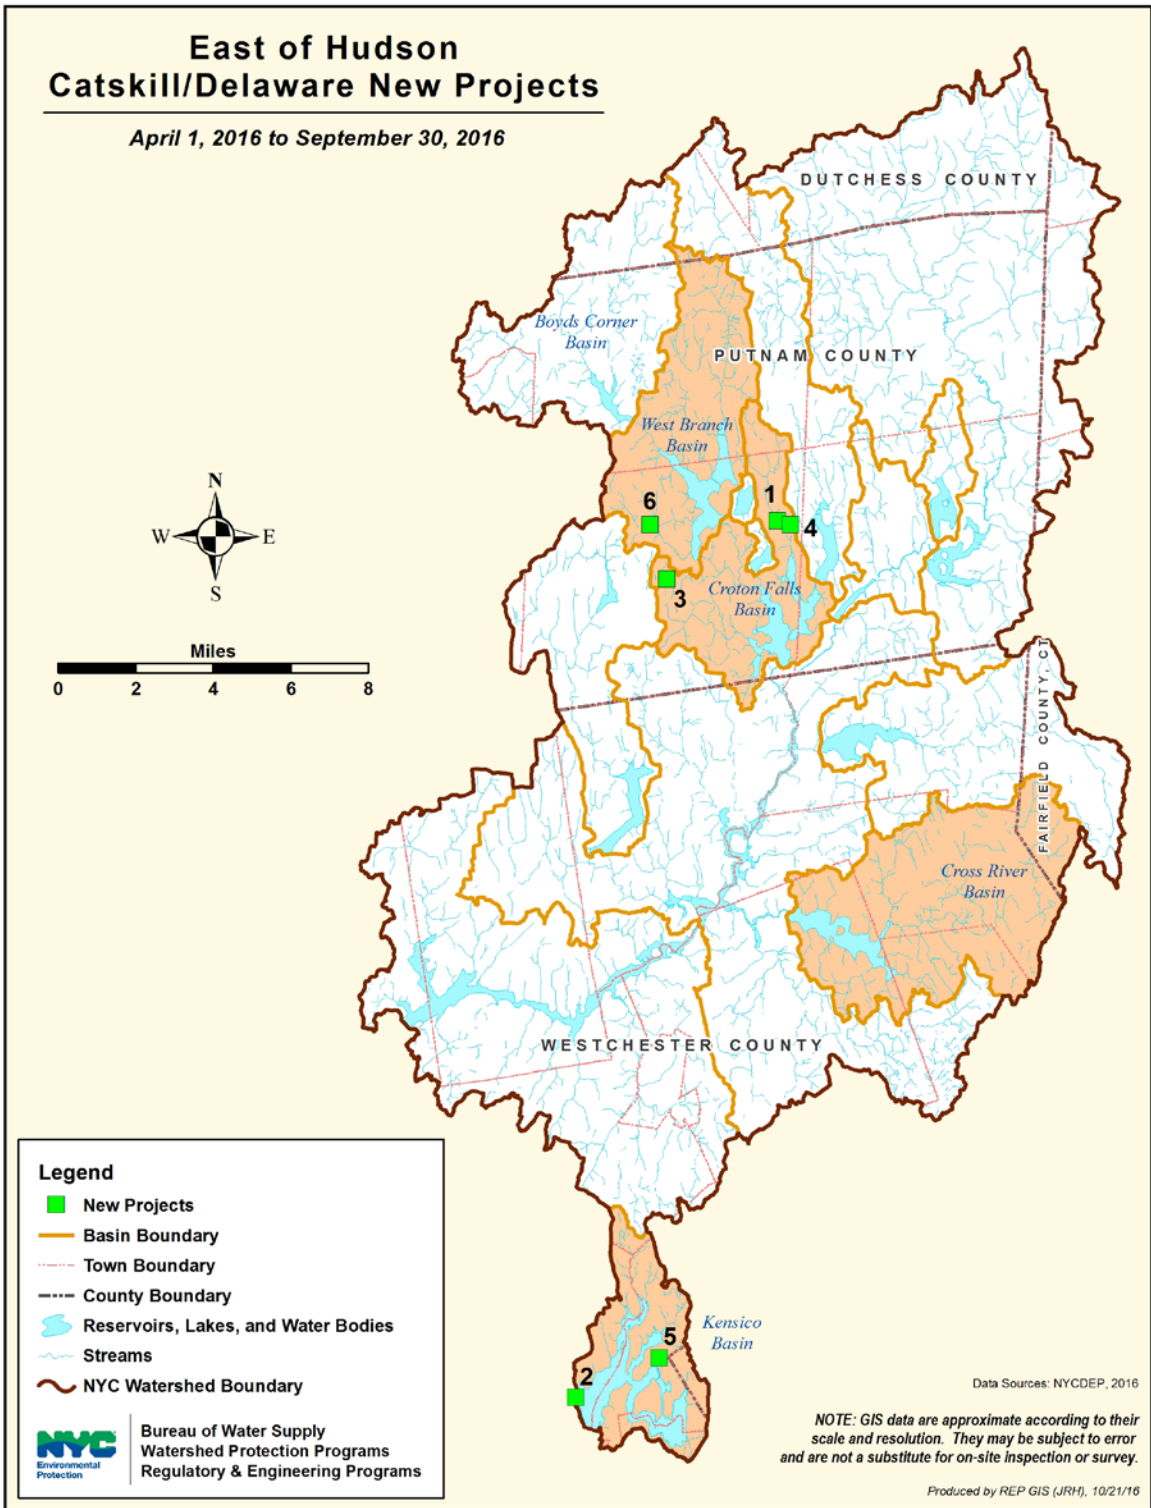 East of Hudson
Catskill/Delaware New Projects
April 1, 2016 to September 30, 2016
DUTCHESS COUNTY
Boyds Corner
Basin
PUTNAM COUNTY
West Branch
Basin
6
1
4
3
Croton Falls
Basin
N
W
E
S
Miles
0 2 4 6 8
FAIRFIELD COUNTY, CT
Cross River
Basin
WESTCHESTER COUNTY
Kensico
Basin
5
2
Legend
New Projects
Basin Boundary
Town Boundary
County Boundary
Reservoirs, Lakes, and Water Bodies
Streams
NYC Watershed Boundary
NYC
Environmental
Protection
Bureau of Water Supply
Watershed Protection Programs
Regulatory & Engineering Programs
Data Sources: NYCDEP, 2016
NOTE: GIS data are approximate according to their
scale and resolution. They may be subject to error
and are not a substitute for on-site inspection or survey.
Produced by REP GIS (JRH), 10/21/16